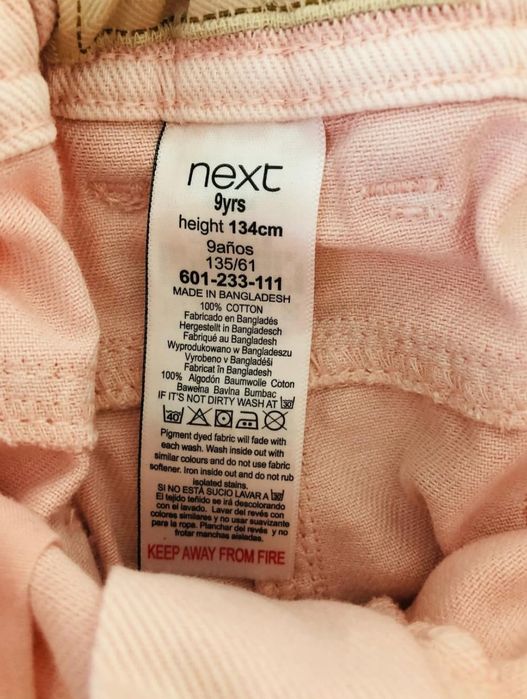 next
9yrs
height 134cm
9años
135/61
601-233-111
MADE IN BANGLADESH
100% COTTON
Fabricado en Bangladés
Hergestellt in Bangladesch
Fabriqué au Bangladesh
Wyprodukowano w Bangladeszu
Vyrobeno v Bangladéši
Fabricat în Bangladesh
100% Algodón Baumwolle Coton
Bawełna Bavlna Bumbac
IF IT'S NOT DIRTY WASH AT 30
40
Pigment dyed fabric will fade with
each wash. Wash inside out with
similar colours and do not use fabric
softener. Iron inside out and do not rub
isolated stains.
SI NO ESTÁ SUCIO LAVAR A 30
El tejido teñido se irá descolorando
con el lavado. Lavar del revés con
colores similares y no usar suavizante
para la ropa. Planchar del revés y no
frotar manchas aisladas.
KEEP AWAY FROM FIRE